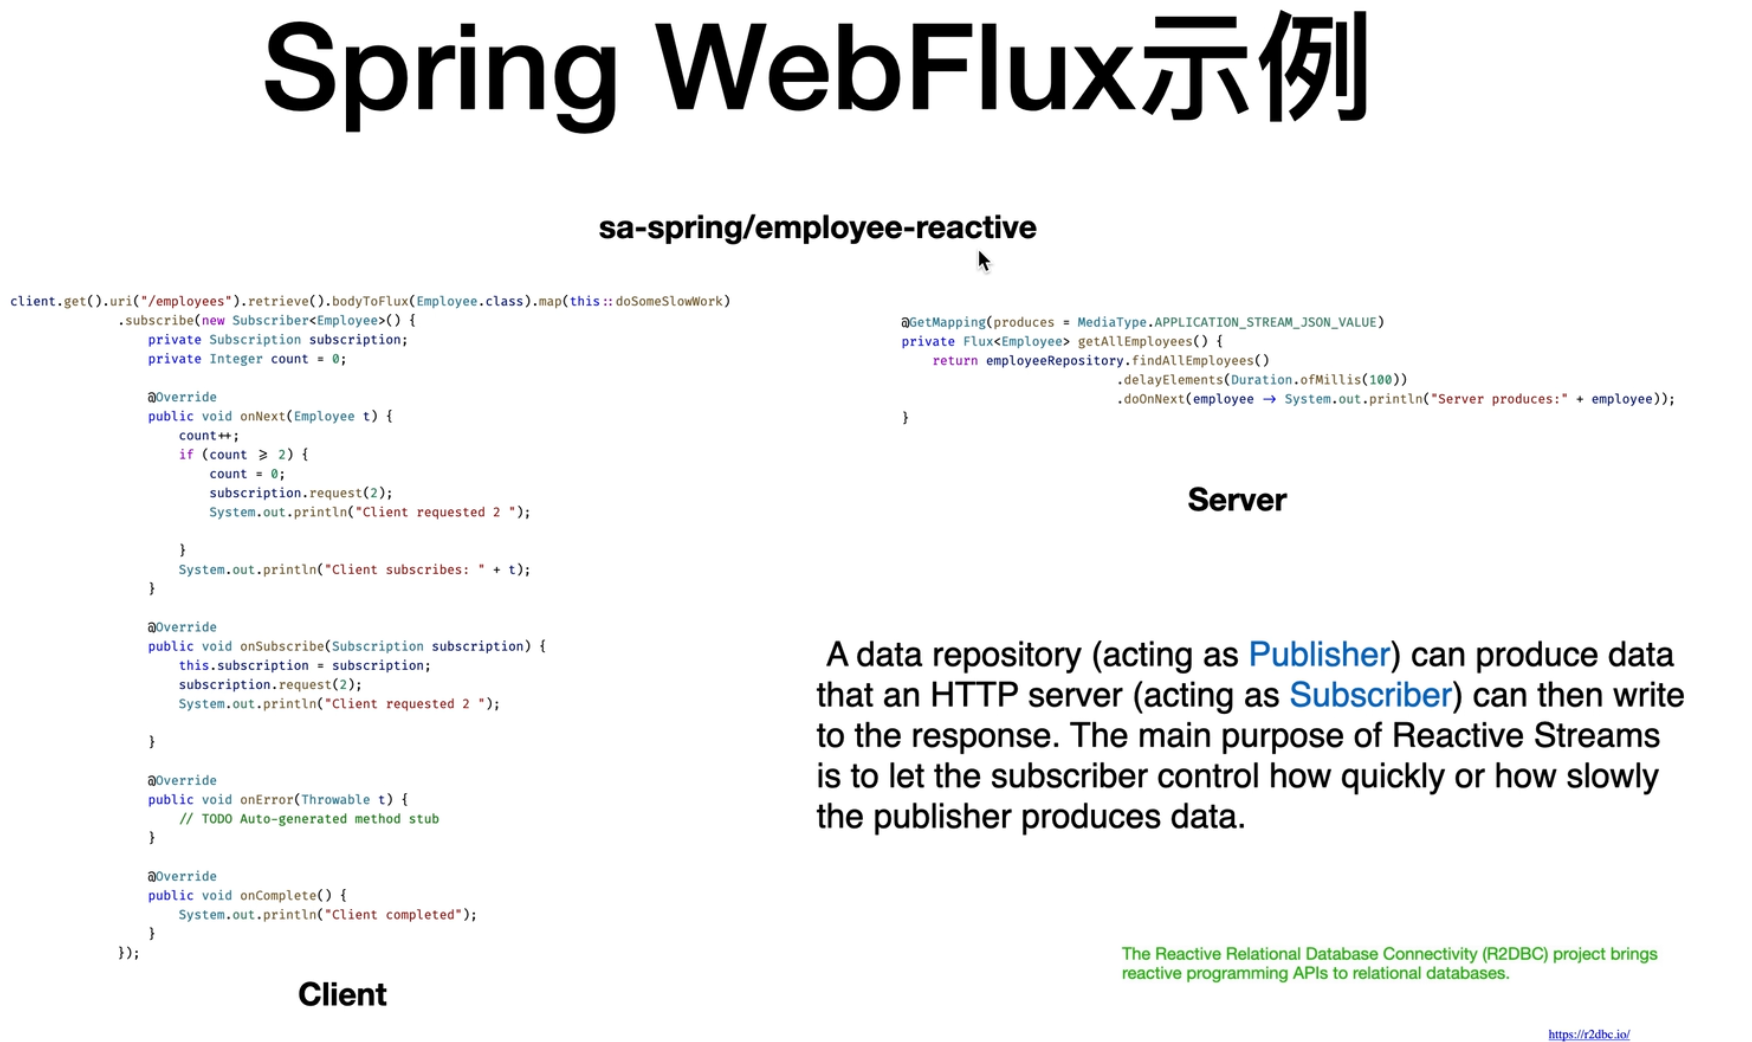 Spring WebFlux示例
sa-spring/employee-reactive
client.get().uri("/employees").retrieve().bodyToFlux(Employee.class).map(this::doSomeSlowWork)
.subscribe(new Subscriber<Employee>() {
private Subscription subscription;
private Integer count = 0;
@Override
public void onNext(Employee t) {
count++;
if (count ≥ 2) {
count = 0;
subscription.request(2);
System.out.println("Client requested 2 ");
}
System.out.println("Client subscribes: " + t);
}
@Override
public void onSubscribe(Subscription subscription) {
this.subscription = subscription;
subscription.request(2);
System.out.println("Client requested 2 ");
}
@Override
public void onError(Throwable t) {
// TODO Auto-generated method stub
}
@Override
public void onComplete() {
System.out.println("Client completed");
}
});
Client
@GetMapping(produces = MediaType.APPLICATION_STREAM_JSON_VALUE)
private Flux<Employee> getAllEmployees() {
return employeeRepository.findAllEmployees()
.delayElements(Duration.ofMillis(100))
.doOnNext(employee → System.out.println("Server produces:" + employee));
}
Server
A data repository (acting as Publisher) can produce data
that an HTTP server (acting as Subscriber) can then write
to the response. The main purpose of Reactive Streams
is to let the subscriber control how quickly or how slowly
the publisher produces data.
The Reactive Relational Database Connectivity (R2DBC) project brings
reactive programming APIs to relational databases.
https://r2dbc.io/